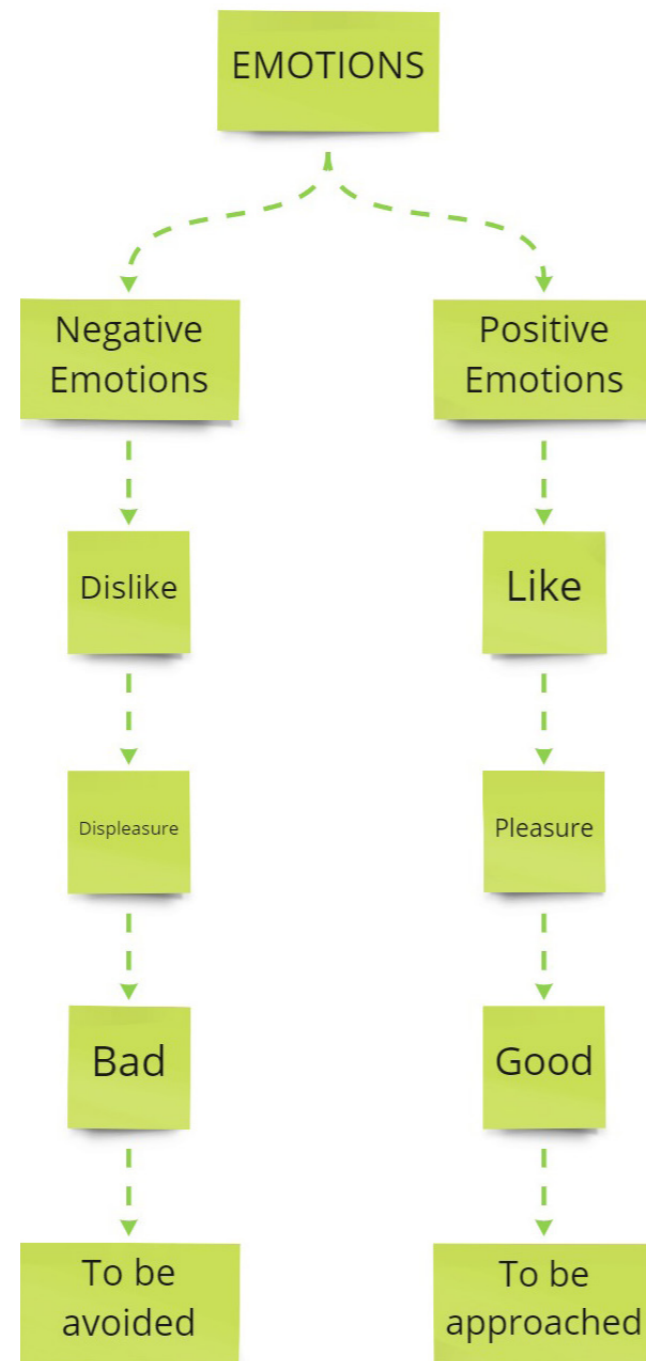 EMOTIONS
Negative
Emotions
Positive
Emotions
Dislike
Like
Displeasure
Pleasure
Bad
Good
To be
avoided
To be
approached